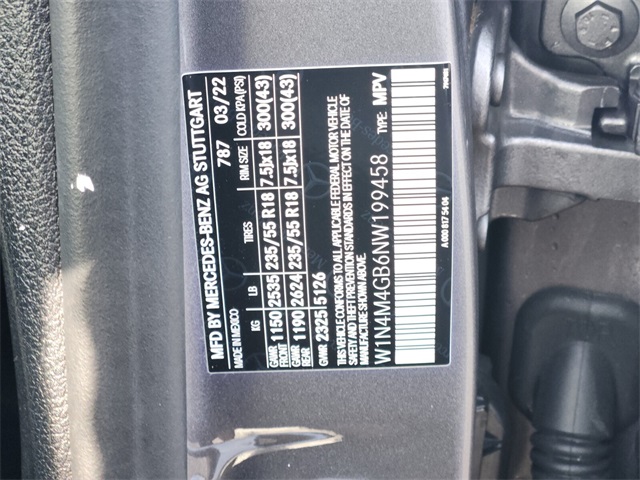 MFD BY MERCEDES-BENZ AG STUTTGART
787 03/22
MADE IN MEXICO
KG LB TIRES RIM SIZE COLD KPA(PSI)
GAWR FRONT 1150 2535 235/55 R18 7.5Jx18 300(43)
GAWR REAR 1190 2624 235/55 R18 7.5Jx18 300(43)
GVWR 2325 5126
THIS VEHICLE CONFORMS TO ALL APPLICABLE FEDERAL MOTOR VEHICLE
SAFETY AND THEFT PREVENTION STANDARDS IN EFFECT ON THE DATE OF
MANUFACTURE SHOWN ABOVE.
W1N4M4GB6NW199458 TYPE: MPV
A 000 817 54 04